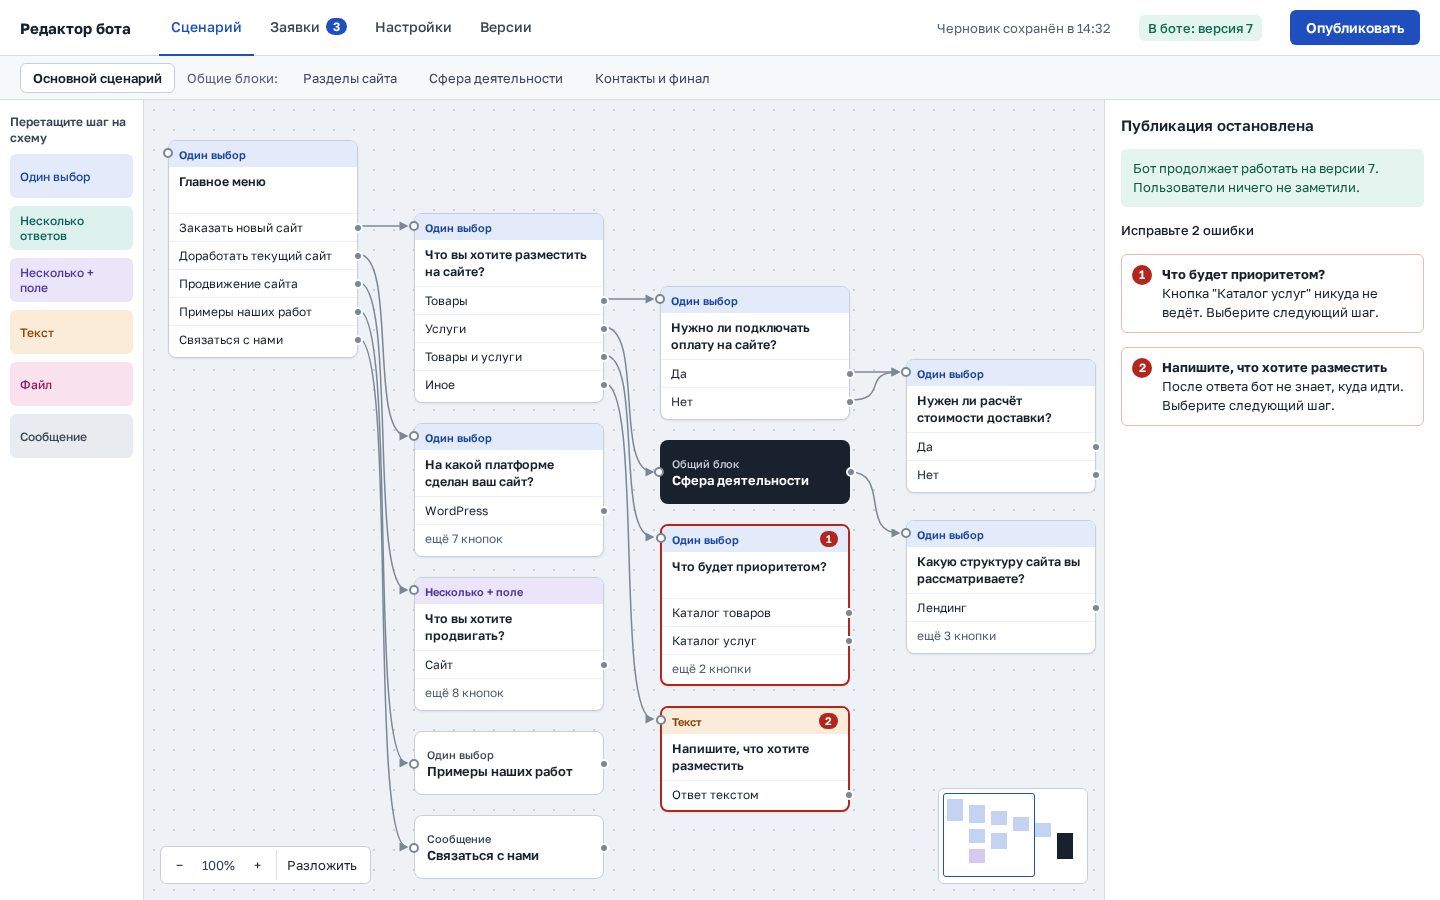 Редактор бота
Сценарий
Заявки 3
Настройки
Версии
Черновик сохранён в 14:32
В боте: версия 7
Опубликовать
Основной сценарий
Общие блоки:
Разделы сайта
Сфера деятельности
Контакты и финал
Перетащите шаг на
схему
Один выбор
Несколько
ответов
Несколько +
поле
Текст
Файл
Сообщение
Один выбор
Главное меню
Заказать новый сайт
Доработать текущий сайт
Продвижение сайта
Примеры наших работ
Связаться с нами
Один выбор
Что вы хотите разместить
на сайте?
Товары
Услуги
Товары и услуги
Иное
Один выбор
На какой платформе
сделан ваш сайт?
WordPress
ещё 7 кнопок
Несколько + поле
Что вы хотите
продвигать?
Сайт
ещё 8 кнопок
Один выбор
Примеры наших работ
Сообщение
Связаться с нами
Один выбор
Нужно ли подключать
оплату на сайте?
Да
Нет
Общий блок
Сфера деятельности
Один выбор 1
Что будет приоритетом?
Каталог товаров
Каталог услуг
ещё 2 кнопки
Текст 2
Напишите, что хотите
разместить
Ответ текстом
Один выбор
Нужен ли расчёт
стоимости доставки?
Да
Нет
Один выбор
Какую структуру сайта вы
рассматриваете?
Лендинг
ещё 3 кнопки
− 100% + Разложить
Публикация остановлена
Бот продолжает работать на версии 7.
Пользователи ничего не заметили.
Исправьте 2 ошибки
1 Что будет приоритетом?
Кнопка "Каталог услуг" никуда не
ведёт. Выберите следующий шаг.
2 Напишите, что хотите разместить
После ответа бот не знает, куда идти.
Выберите следующий шаг.